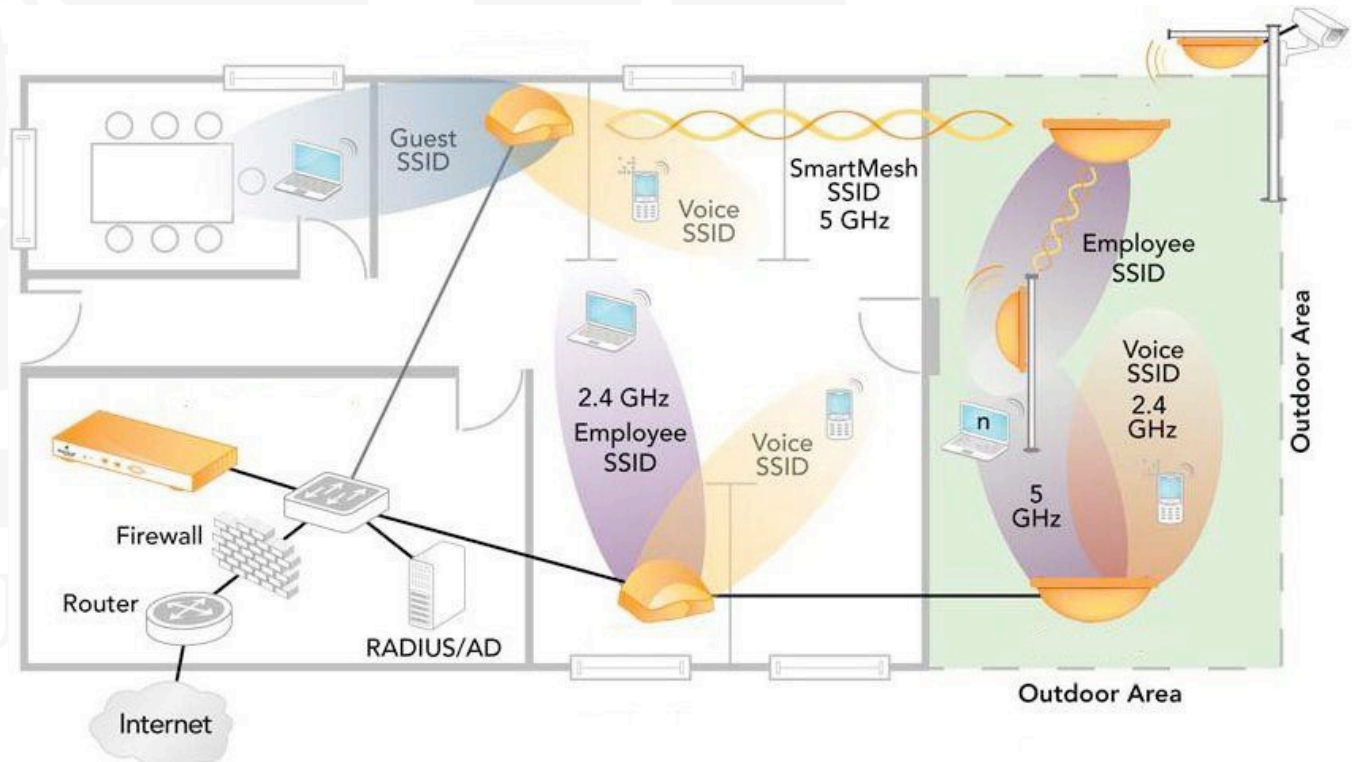 Guest
SSID
Voice
SSID
SmartMesh
SSID
5 GHz
Employee
SSID
2.4 GHz
Employee
SSID
Voice
SSID
Voice
SSID
2.4
GHz
n
5
GHz
Outdoor Area
Firewall
Router
RADIUS/AD
Internet
Outdoor Area